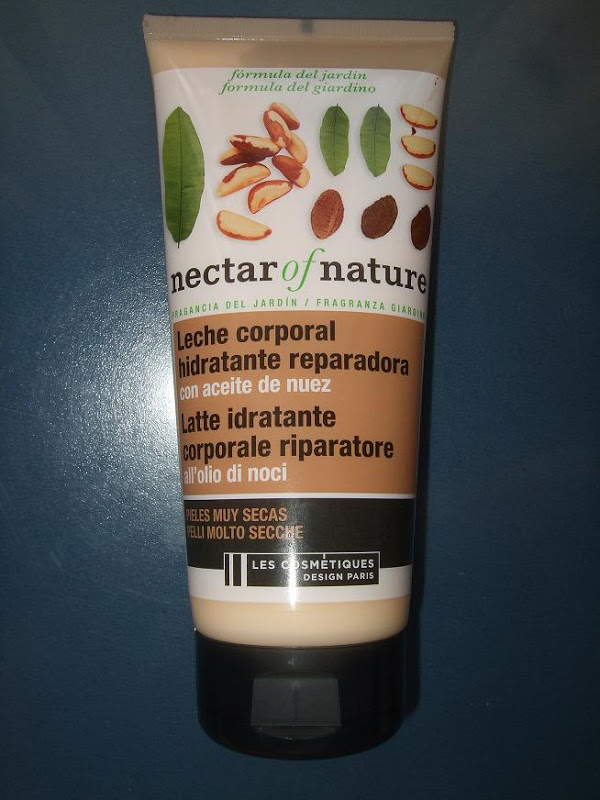 fórmula del jardín
formula del giardino
nectar of nature
FRAGANCIA DEL JARDÍN / FRAGRANZA GIARDINO
Leche corporal
hidratante reparadora
con aceite de nuez
Latte idratante
corporale riparatore
all'olio di noci
PIELES MUY SECAS
PELLI MOLTO SECCHE
LES COSMÉTIQUES
DESIGN PARIS